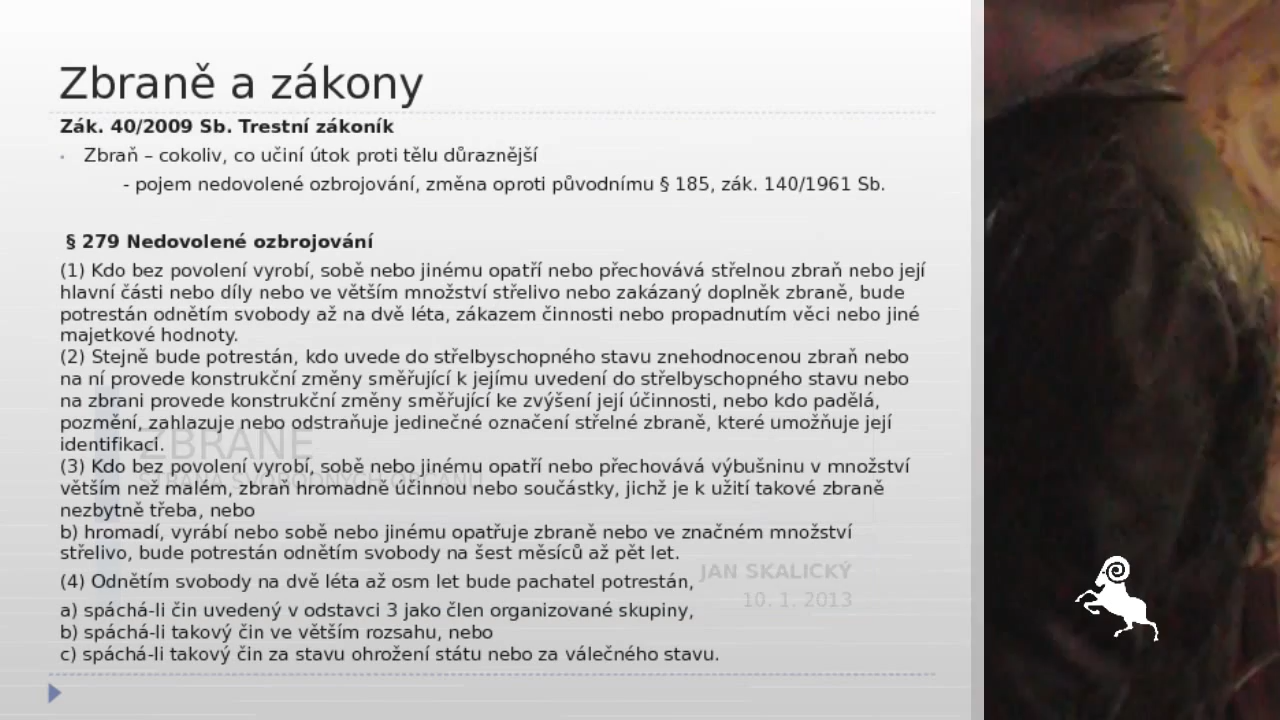 Zbraně a zákony
Zák. 40/2009 Sb. Trestní zákoník
Zbraň – cokoliv, co učiní útok proti tělu důraznější
- pojem nedovolené ozbrojování, změna oproti původnímu § 185, zák. 140/1961 Sb.
§ 279 Nedovolené ozbrojování
(1) Kdo bez povolení vyrobí, sobě nebo jinému opatří nebo přechovává střelnou zbraň nebo její
hlavní části nebo díly nebo ve větším množství střelivo nebo zakázaný doplněk zbraně, bude
potrestán odnětím svobody až na dvě léta, zákazem činnosti nebo propadnutím věci nebo jiné
majetkové hodnoty.
(2) Stejně bude potrestán, kdo uvede do střelbyschopného stavu znehodnocenou zbraň nebo
na ní provede konstrukční změny směřující k jejímu uvedení do střelbyschopného stavu nebo
na zbrani provede konstrukční změny směřující ke zvýšení její účinnosti, nebo kdo padělá,
pozmění, zahlazuje nebo odstraňuje jedinečné označení střelné zbraně, které umožňuje její
identifikaci.
ZBRANĚ
(3) Kdo bez povolení vyrobí, sobě nebo jinému opatří nebo přechovává výbušninu v množství
STRANA SVOBODNÝCH OBČANŮ
větším než malém, zbraň hromadně účinnou nebo součástky, jichž je k užití takové zbraně
nezbytně třeba, nebo
b) hromadí, vyrábí nebo sobě nebo jinému opatřuje zbraně nebo ve značném množství
střelivo, bude potrestán odnětím svobody na šest měsíců až pět let.
JAN SKALICKÝ
(4) Odnětím svobody na dvě léta až osm let bude pachatel potrestán,
10. 1. 2013
a) spáchá-li čin uvedený v odstavci 3 jako člen organizované skupiny,
b) spáchá-li takový čin ve větším rozsahu, nebo
c) spáchá-li takový čin za stavu ohrožení státu nebo za válečného stavu.